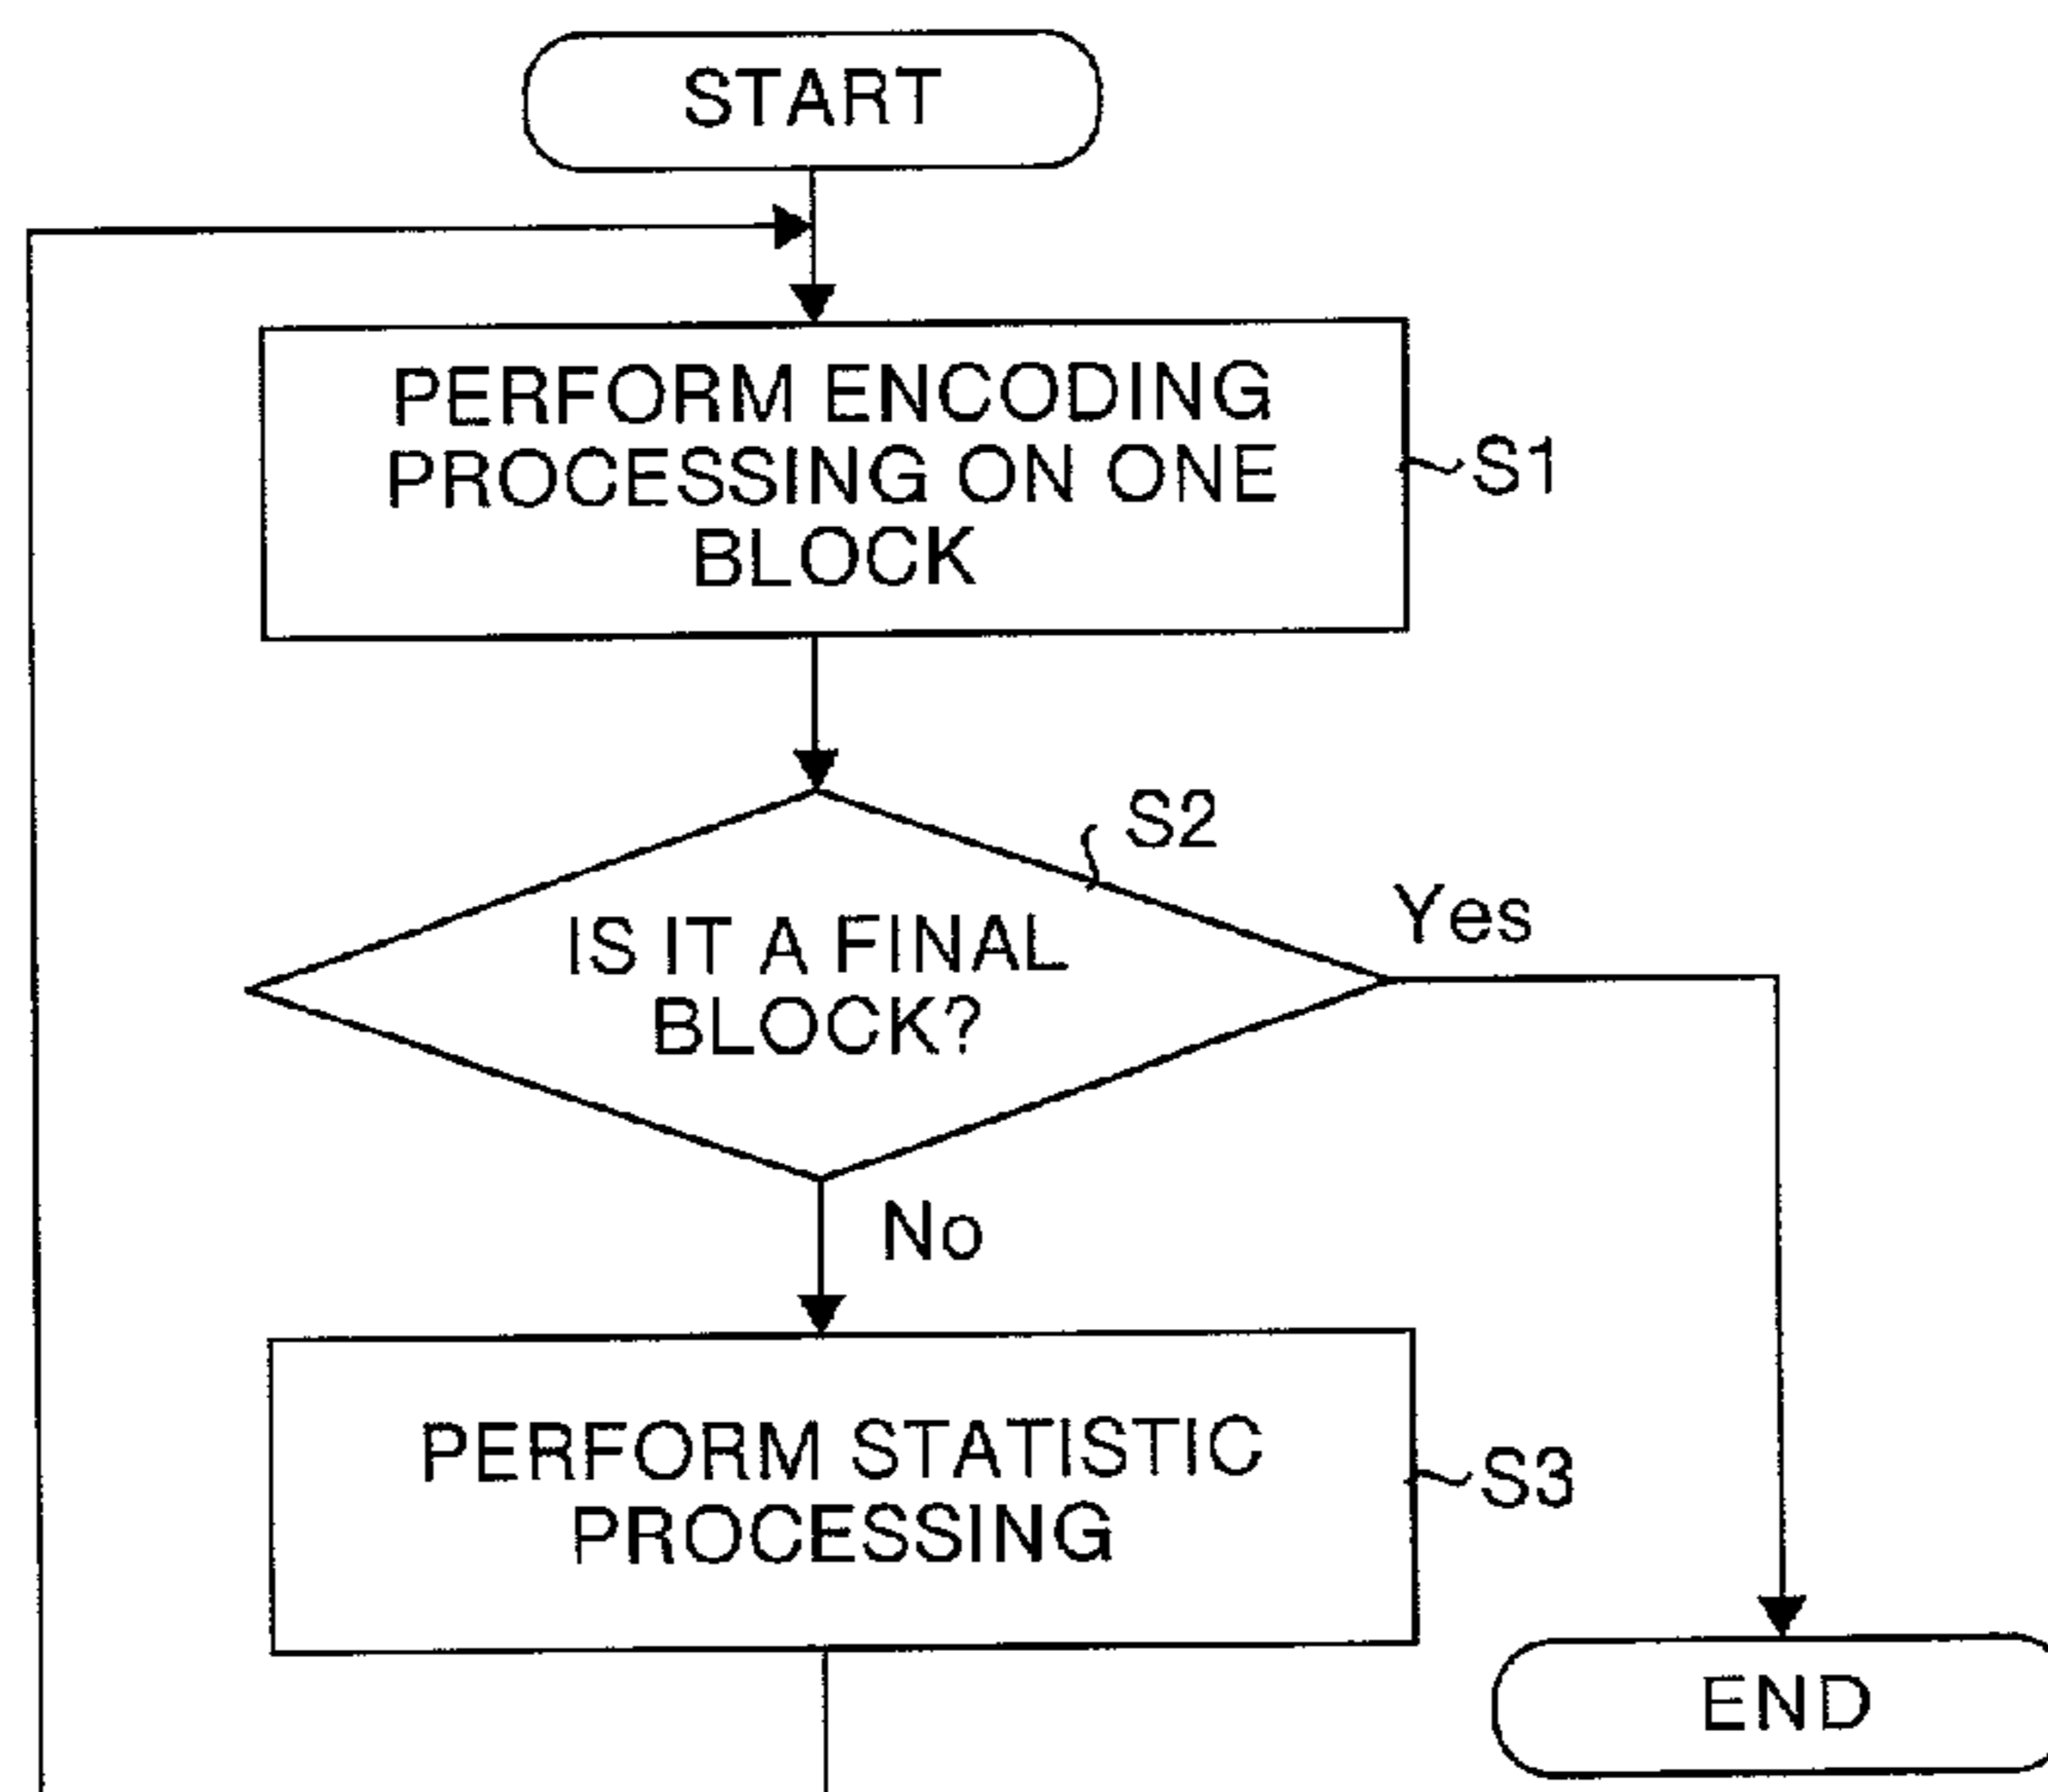 START
PERFORM ENCODING
PROCESSING ON ONE
BLOCK
S1
S2
IS IT A FINAL
BLOCK?
Yes
No
PERFORM STATISTIC
PROCESSING
S3
END